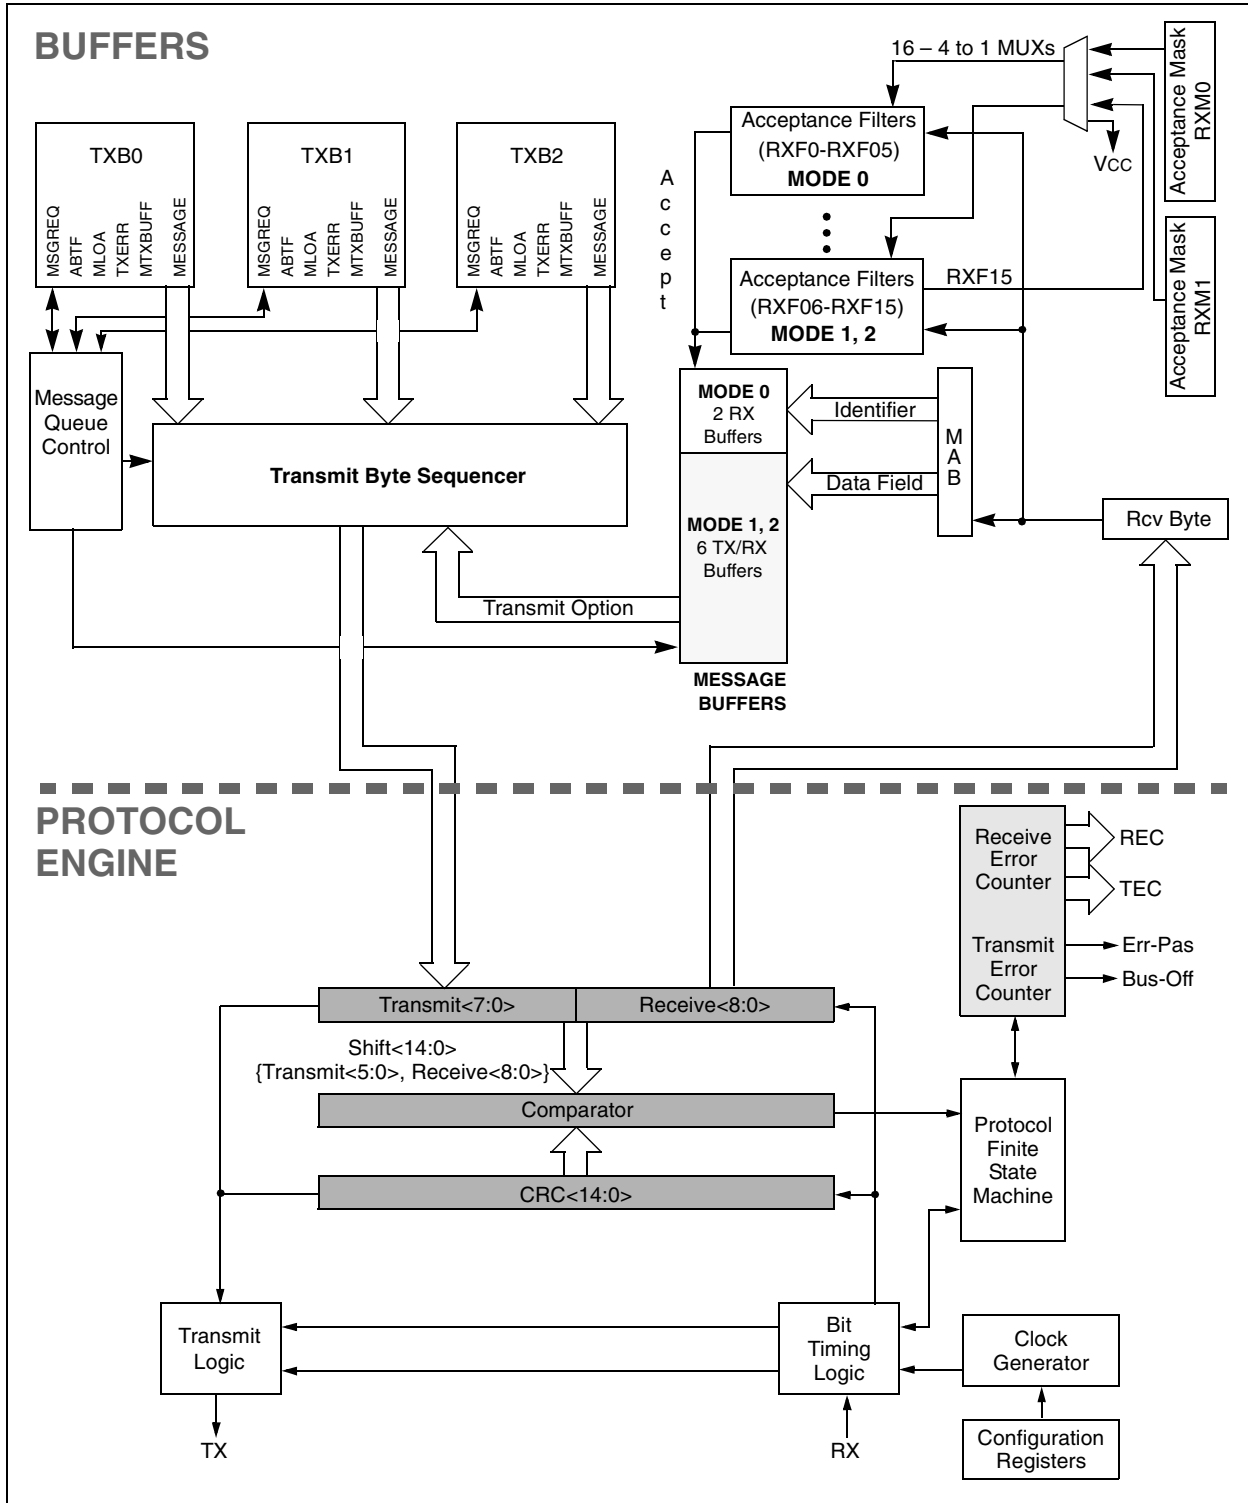 BUFFERS
16 – 4 to 1 MUXs
Acceptance Mask
RXM0
VCC
Acceptance Mask
RXM1
TXB0
MSGREQ
ABTF
MLOA
TXERR
MTXBUFF
MESSAGE
TXB1
MSGREQ
ABTF
MLOA
TXERR
MTXBUFF
MESSAGE
TXB2
MSGREQ
ABTF
MLOA
TXERR
MTXBUFF
MESSAGE
Accept
Acceptance Filters
(RXF0-RXF05)
MODE 0
Acceptance Filters
(RXF06-RXF15)
MODE 1, 2
RXF15
Message
Queue
Control
Transmit Byte Sequencer
MODE 0
2 RX
Buffers
MODE 1, 2
6 TX/RX
Buffers
Identifier
Data Field
MAB
Rcv Byte
Transmit Option
MESSAGE
BUFFERS
PROTOCOL
ENGINE
Receive
Error
Counter
REC
TEC
Transmit
Error
Counter
Err-Pas
Bus-Off
Transmit<7:0>
Receive<8:0>
Shift<14:0>
{Transmit<5:0>, Receive<8:0>}
Comparator
CRC<14:0>
Protocol
Finite
State
Machine
Transmit
Logic
Bit
Timing
Logic
Clock
Generator
TX
RX
Configuration
Registers